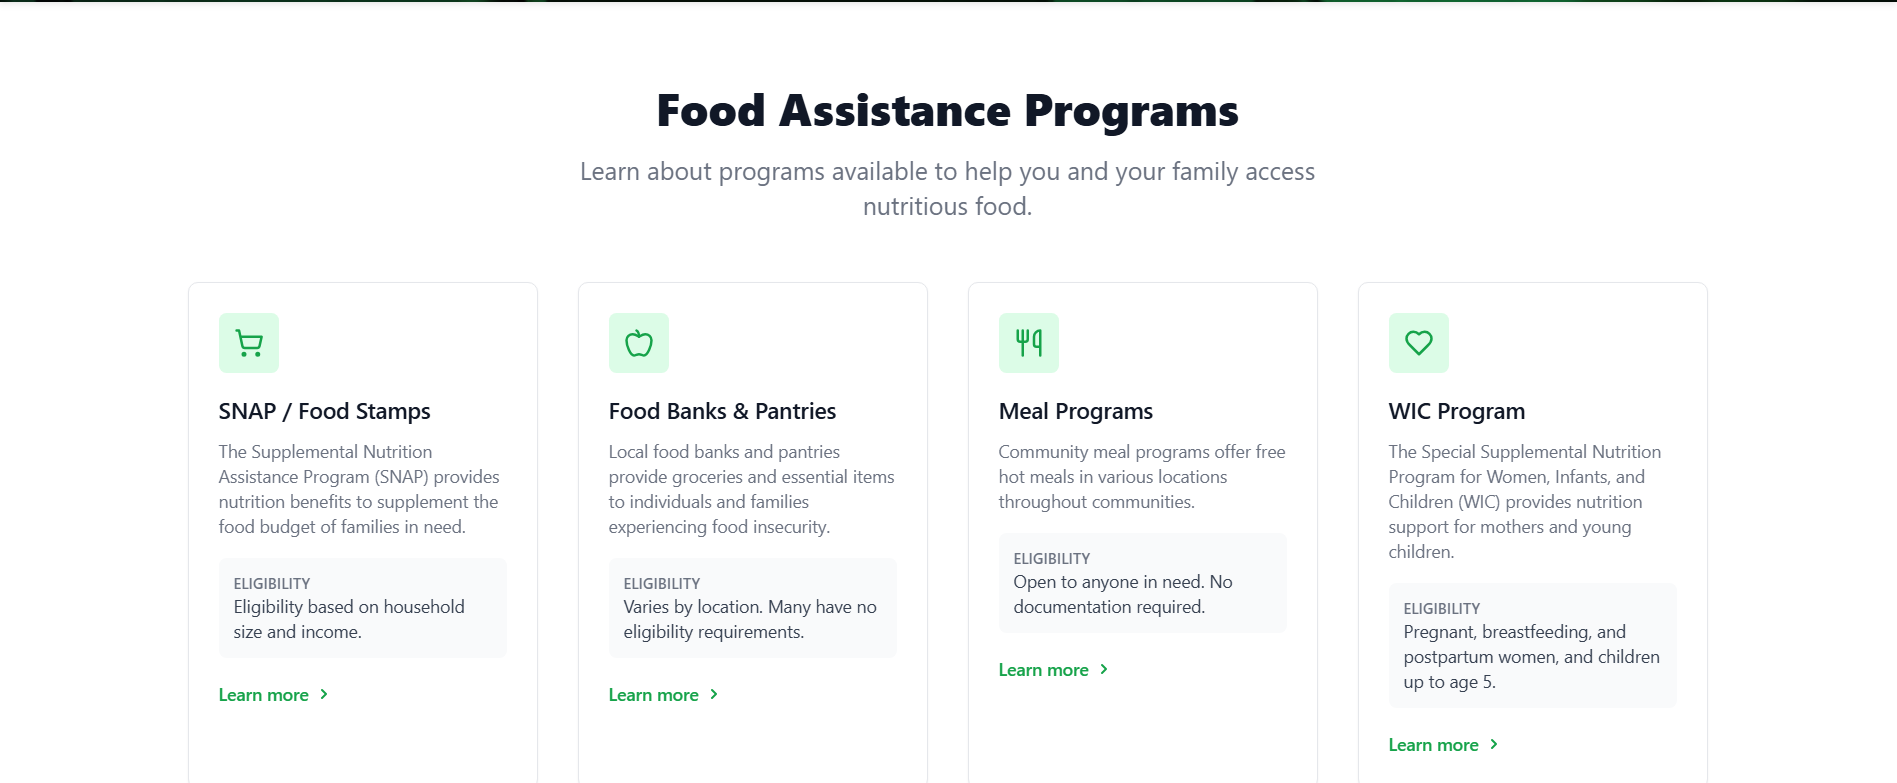 Food Assistance Programs
Learn about programs available to help you and your family access
nutritious food.
SNAP / Food Stamps
The Supplemental Nutrition
Assistance Program (SNAP) provides
nutrition benefits to supplement the
food budget of families in need.
ELIGIBILITY
Eligibility based on household
size and income.
Learn more
Food Banks & Pantries
Local food banks and pantries
provide groceries and essential items
to individuals and families
experiencing food insecurity.
ELIGIBILITY
Varies by location. Many have no
eligibility requirements.
Learn more
Meal Programs
Community meal programs offer free
hot meals in various locations
throughout communities.
ELIGIBILITY
Open to anyone in need. No
documentation required.
Learn more
WIC Program
The Special Supplemental Nutrition
Program for Women, Infants, and
Children (WIC) provides nutrition
support for mothers and young
children.
ELIGIBILITY
Pregnant, breastfeeding, and
postpartum women, and children
up to age 5.
Learn more